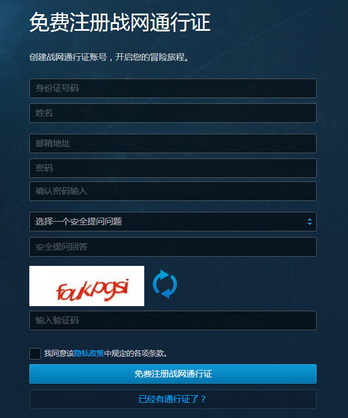 免费注册战网通行证
创建战网通行证账号，开启您的冒险旅程。
身份证号码
姓名
邮箱地址
密码
确认密码输入
选择一个安全提问问题
安全提问回答
输入验证码
我同意该隐私政策中规定的各项条款。
免费注册战网通行证
已经有通行证了？